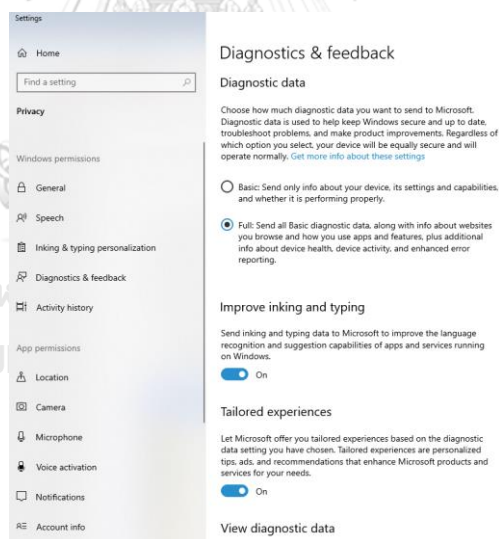 Settings
Home
Find a setting
Privacy
Windows permissions
General
Speech
Inking & typing personalization
Diagnostics & feedback
Activity history
App permissions
Location
Camera
Microphone
Voice activation
Notifications
Account info
Diagnostics & feedback
Diagnostic data
Choose how much diagnostic data you want to send to Microsoft.
Diagnostic data is used to help keep Windows secure and up to date,
troubleshoot problems, and make product improvements. Regardless of
which option you select, your device will be equally secure and will
operate normally. Get more info about these settings
Basic: Send only info about your device, its settings and capabilities,
and whether it is performing properly.
Full: Send all Basic diagnostic data, along with info about websites
you browse and how you use apps and features, plus additional
info about device health, device activity, and enhanced error
reporting.
Improve inking and typing
Send inking and typing data to Microsoft to improve the language
recognition and suggestion capabilities of apps and services running
on Windows.
On
Tailored experiences
Let Microsoft offer you tailored experiences based on the diagnostic
data setting you have chosen. Tailored experiences are personalized
tips, ads, and recommendations that enhance Microsoft products and
services for your needs.
On
View diagnostic data